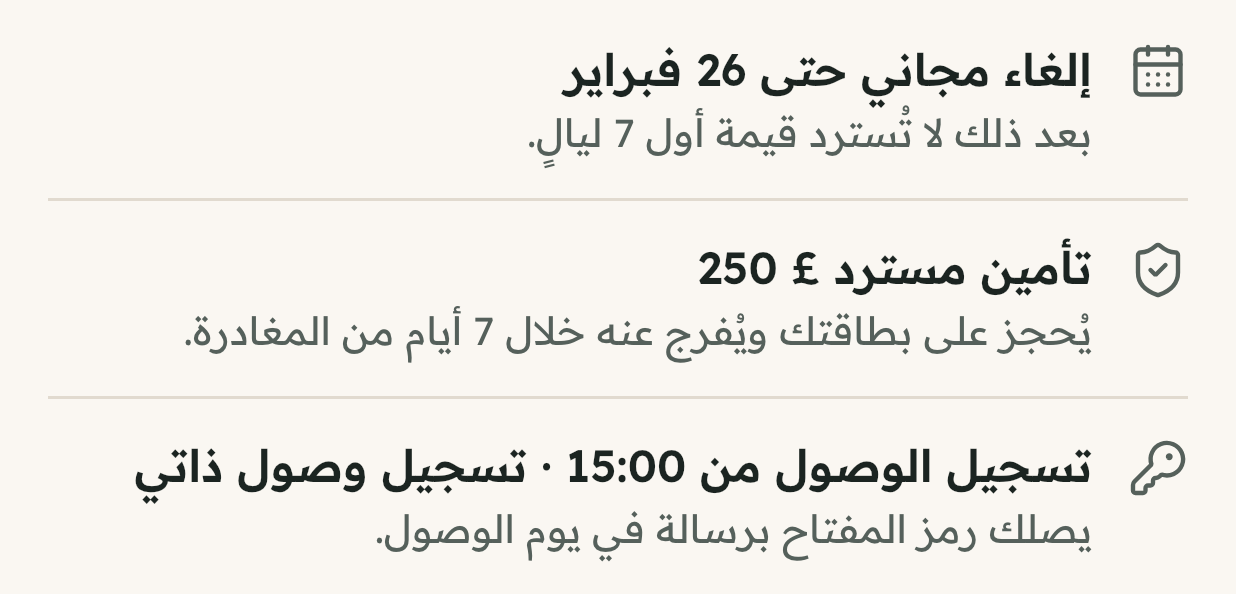 إلغاء مجاني حتى 26 فبراير
بعد ذلك لا تُسترد قيمة أول 7 ليالٍ.
تأمين مسترد £ 250
يُحجز على بطاقتك ويُفرج عنه خلال 7 أيام من المغادرة.
تسجيل الوصول من 15:00 · تسجيل وصول ذاتي
يصلك رمز المفتاح برسالة في يوم الوصول.